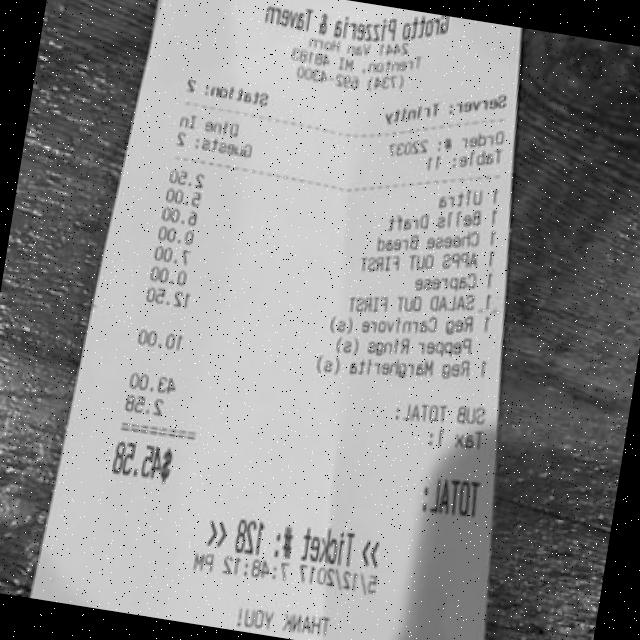 Grotto Pizzeria & Tavern
2441 Van Horn
Trenton, MI 48183
(734) 692-4300
Server: Trinity Station: 2
Order #: 22032 Dine In
Table: 11 Guests: 2
1 Ultra 2.50
1 Bells Draft 5.00
1 Cheese Bread 6.00
1 APPS OUT FIRST 0.00
1 Caprese 7.00
1 SALAD OUT FIRST 0.00
1 Reg Carnivore (s) 12.50
Pepper Rings (s)
1 Reg Margherita (s) 10.00
SUB TOTAL: 43.00
Tax 1: 2.58
TOTAL: $45.58
>> Ticket #: 128 <<
5/12/2017 7:48:12 PM
THANK YOU!